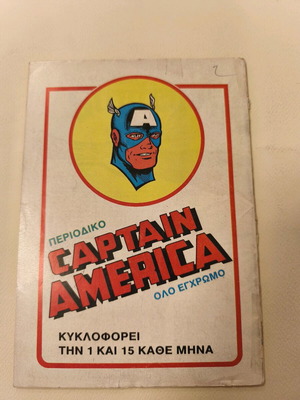 A
ΠΕΡΙΟΔΙΚΟ
CAPTAIN
AMERICA
ΟΛΟ ΕΓΧΡΩΜΟ
ΚΥΚΛΟΦΟΡΕΙ
ΤΗΝ 1 ΚΑΙ 15 ΚΑΘΕ ΜΗΝΑ